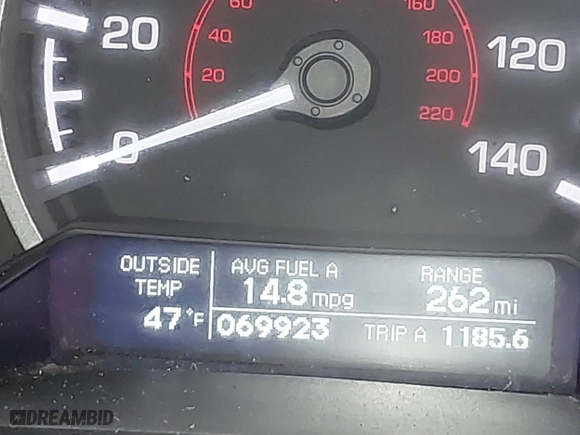 60
160
20
40
180
120
20
200
0
220
140
OUTSIDE TEMP
47°F
AVG FUEL A
14.8 mpg
RANGE
262 mi
069923
TRIP A 1185.6
DREAMBID